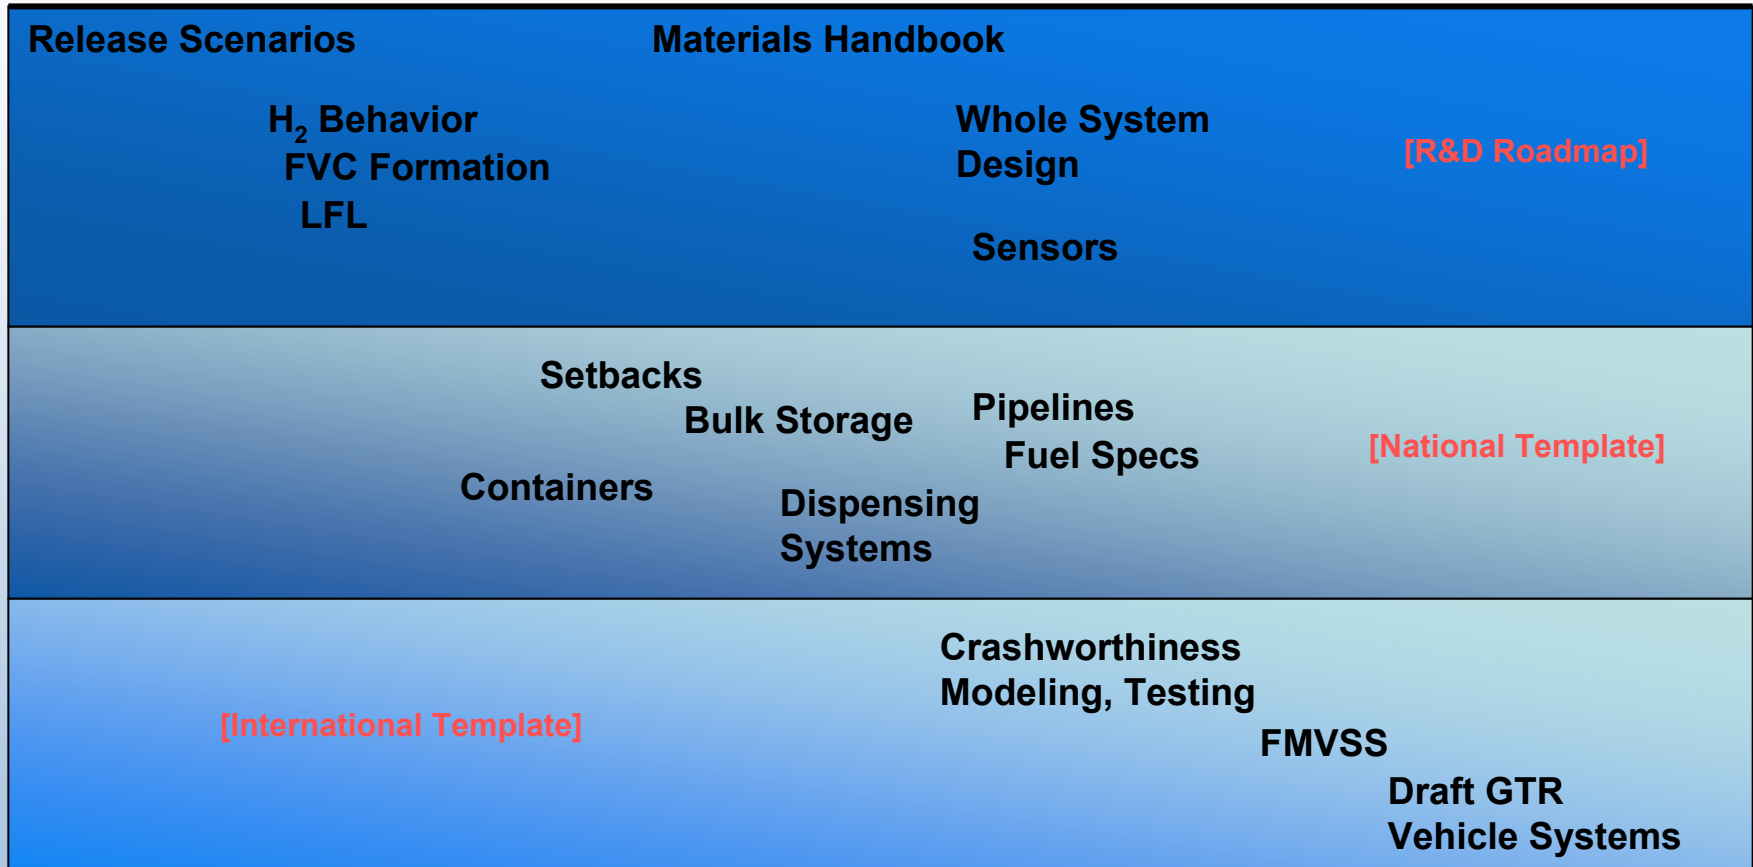 Release Scenarios
Materials Handbook
H₂ Behavior
FVC Formation
LFL
Whole System
Design
Sensors
[R&D Roadmap]
Setbacks
Bulk Storage
Pipelines
Fuel Specs
Containers
Dispensing
Systems
[National Template]
Crashworthiness
Modeling, Testing
[International Template]
FMVSS
Draft GTR
Vehicle Systems